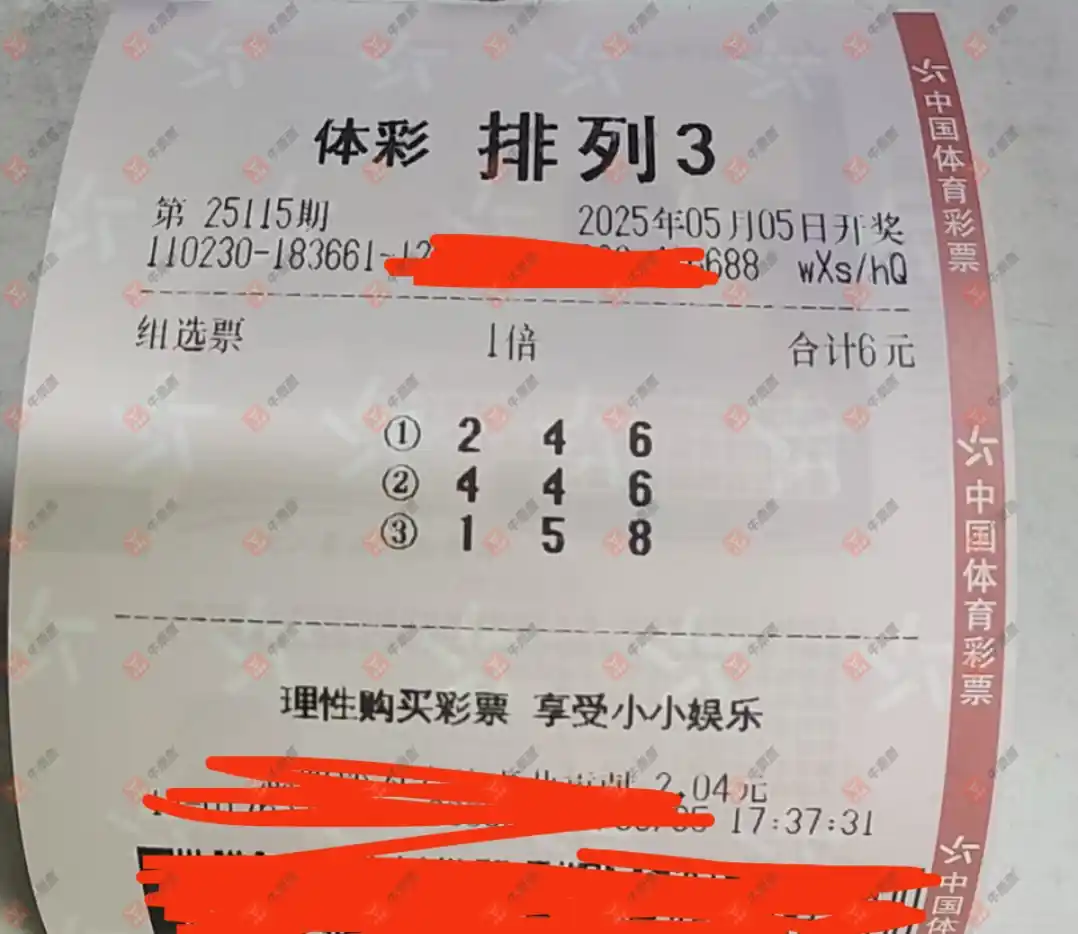 体彩 排列3
第 25115期 2025年05月05日开奖
110230-183661-12 688 wXs/hQ
组选票 1倍 合计6元
① 2 4 6
② 4 4 6
③ 1 5 8
理性购买彩票 享受小小娱乐
2.04元
17:37:31
中国体育彩票
中国体育彩票
中国体